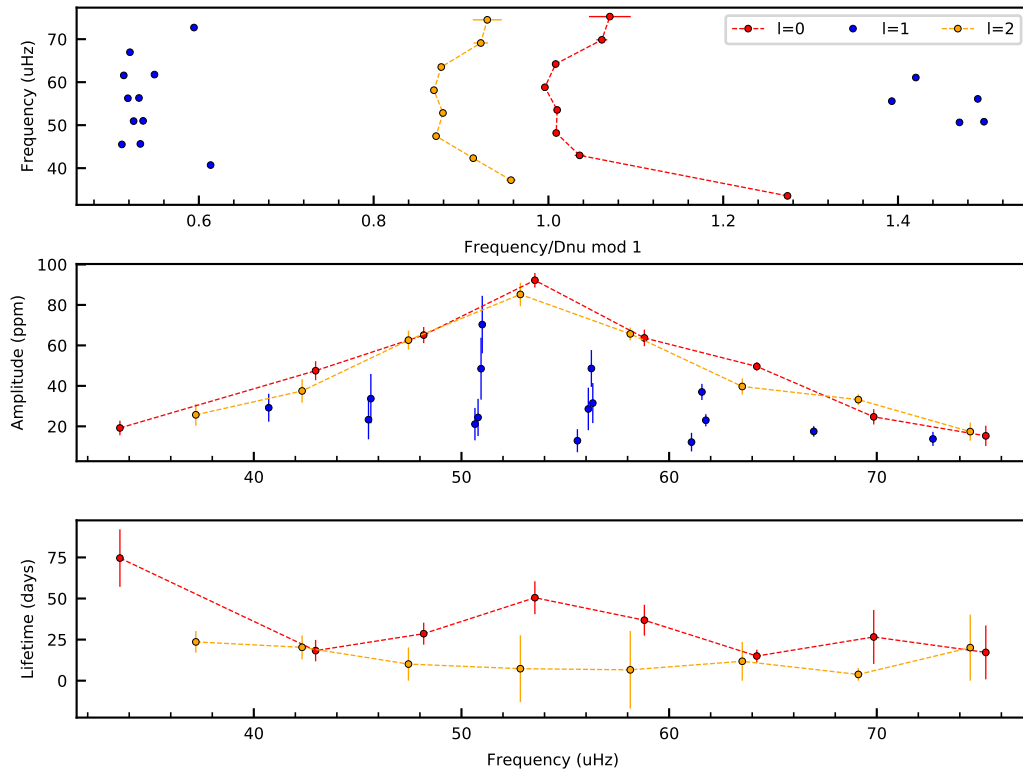 l=0 l=1 l=2
Frequency (uHz)
70
60
50
40
0.6 0.8 1.0 1.2 1.4
Frequency/Dnu mod 1
Amplitude (ppm)
100
80
60
40
20
40 50 60 70
Lifetime (days)
75
50
25
0
40 50 60 70
Frequency (uHz)